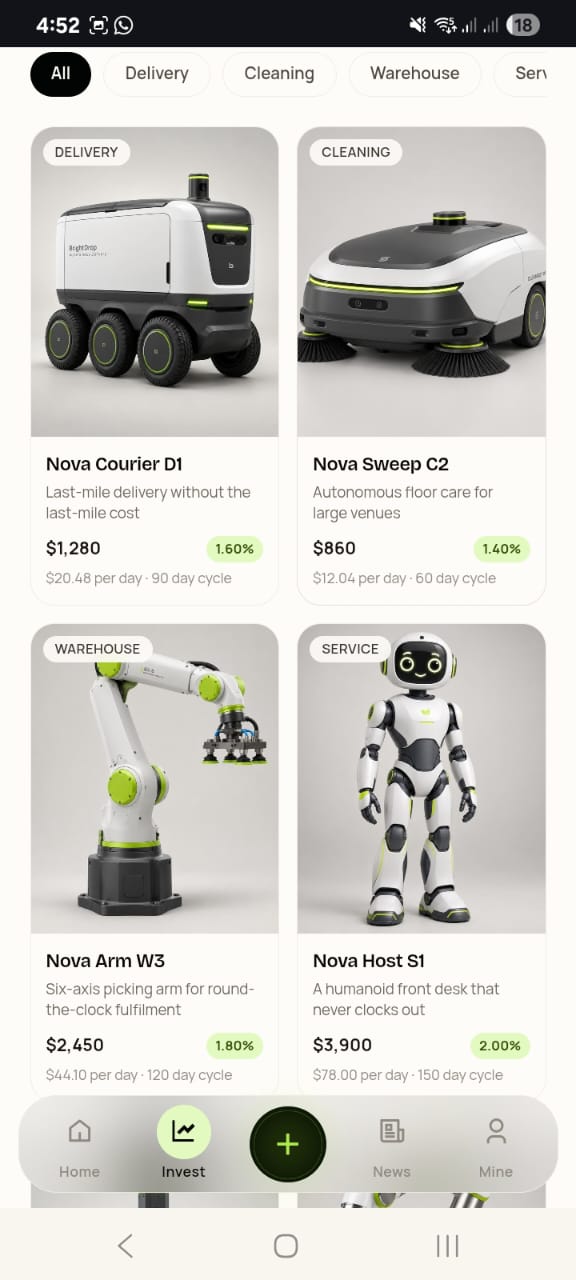 4:52
18
All
Delivery
Cleaning
Warehouse
Serv
DELIVERY
BrightDrop
CLEANING
Nova Courier D1
Last-mile delivery without the
last-mile cost
$1,280
1.60%
$20.48 per day · 90 day cycle
Nova Sweep C2
Autonomous floor care for
large venues
$860
1.40%
$12.04 per day · 60 day cycle
WAREHOUSE
SERVICE
Nova Arm W3
Six-axis picking arm for round-
the-clock fulfilment
$2,450
1.80%
$44.10 per day · 120 day cycle
Nova Host S1
A humanoid front desk that
never clocks out
$3,900
2.00%
$78.00 per day · 150 day cycle
Home
Invest
News
Mine